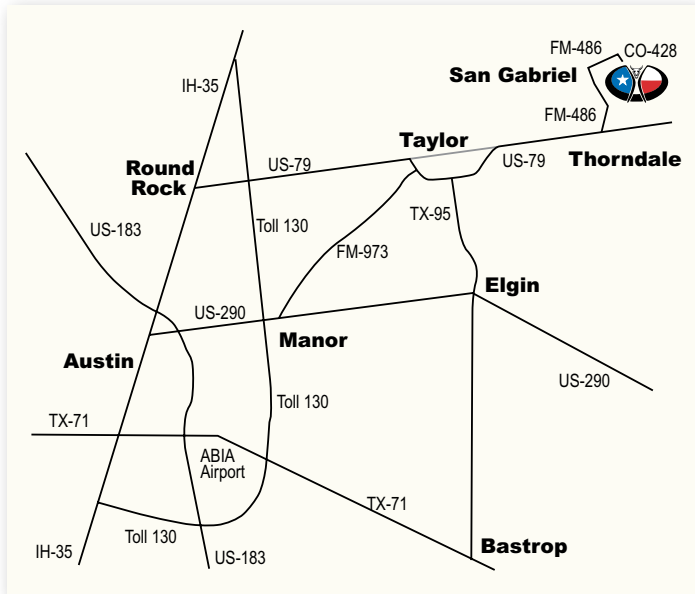 FM-486
CO-428
IH-35
San Gabriel
FM-486
Taylor
Round
Rock
US-79
US-79
Thorndale
US-183
Toll 130
TX-95
FM-973
Elgin
US-290
Manor
Austin
US-290
TX-71
Toll 130
ABIA
Airport
TX-71
Toll 130
Bastrop
IH-35
US-183